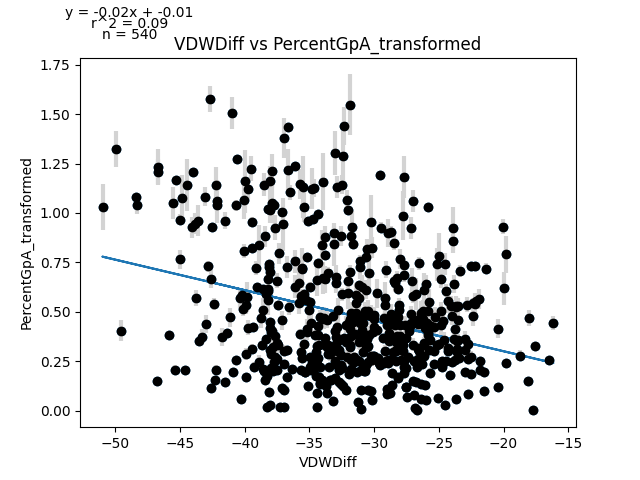 y = -0.02x + -0.01
r^2 = 0.09
n = 540
VDWDiff vs PercentGpA_transformed
PercentGpA_transformed
1.75
1.50
1.25
1.00
0.75
0.50
0.25
0.00
−50 −45 −40 −35 −30 −25 −20 −15
VDWDiff